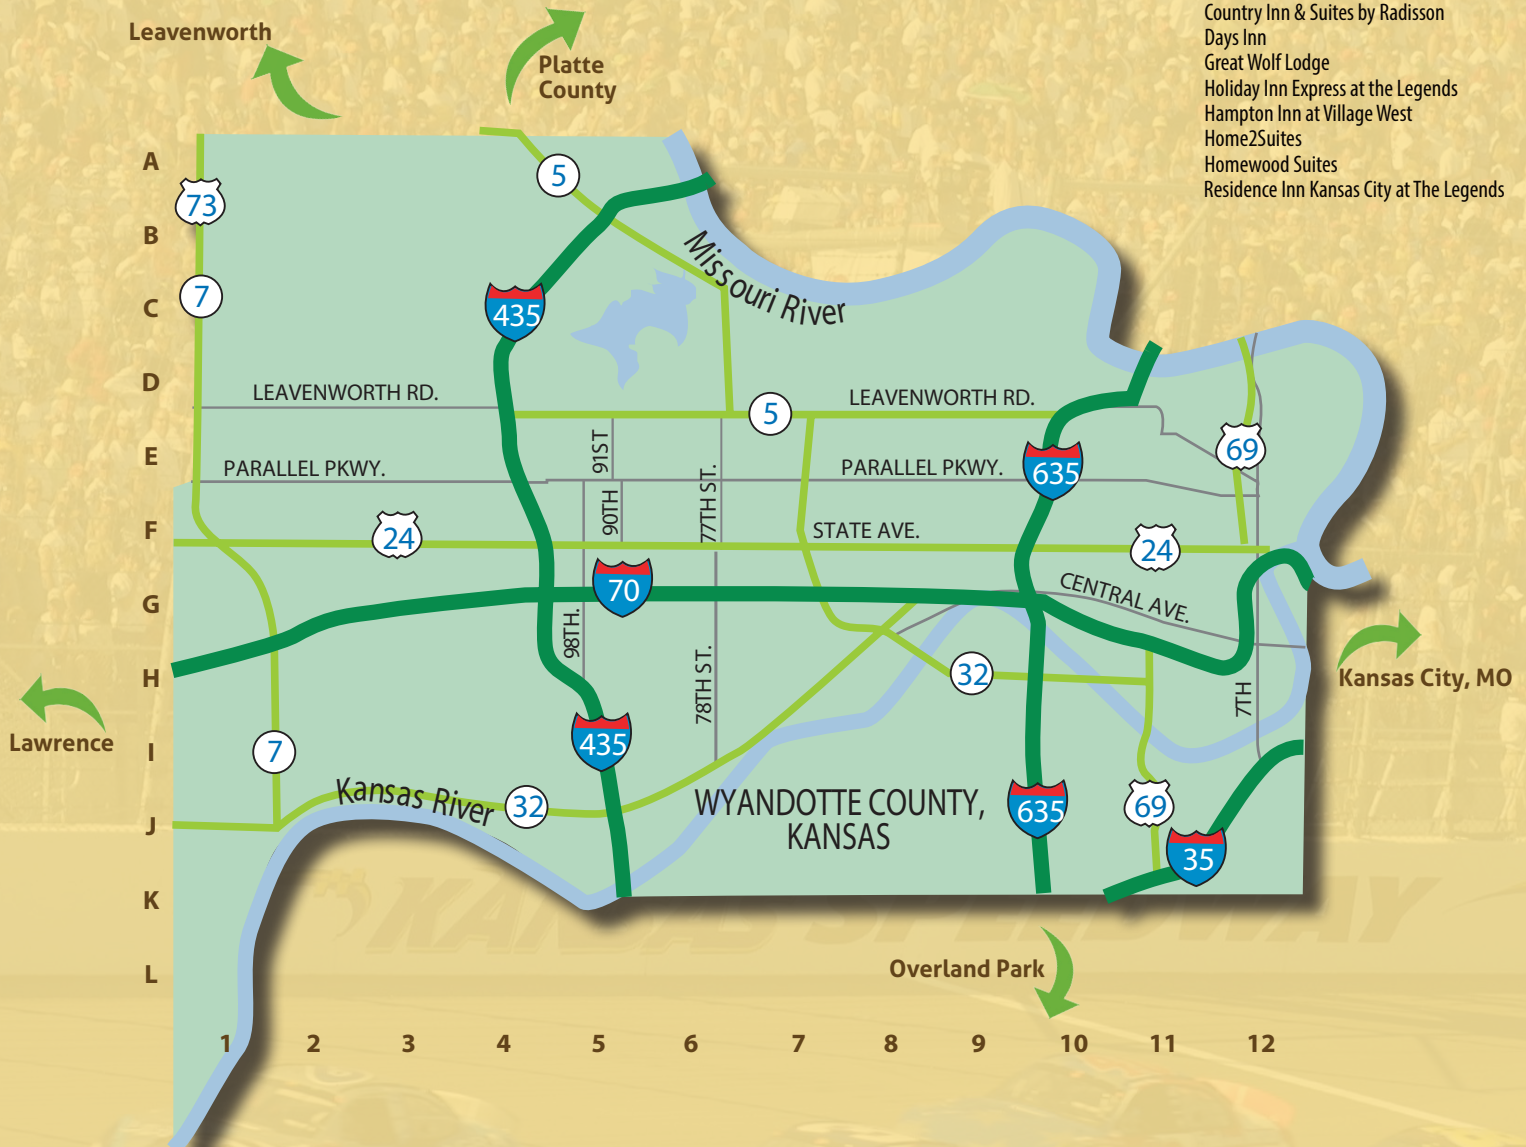 Country Inn & Suites by Radisson
Days Inn
Great Wolf Lodge
Holiday Inn Express at the Legends
Hampton Inn at Village West
Home2Suites
Homewood Suites
Residence Inn Kansas City at The Legends
Leavenworth
Platte
County
A
5
73
B
Missouri River
7
C
435
D
LEAVENWORTH RD.
5
LEAVENWORTH RD.
E
91ST
69
PARALLEL PKWY.
PARALLEL PKWY.
635
90TH
77TH ST.
F
24
STATE AVE.
24
70
G
CENTRAL AVE.
98TH.
H
78TH ST.
32
7TH
Kansas City, MO
Lawrence
7
I
435
Kansas River
32
J
WYANDOTTE COUNTY,
KANSAS
635
69
35
K
KANSAS SPEEDWAY
L
Overland Park
1 2 3 4 5 6 7 8 9 10 11 12